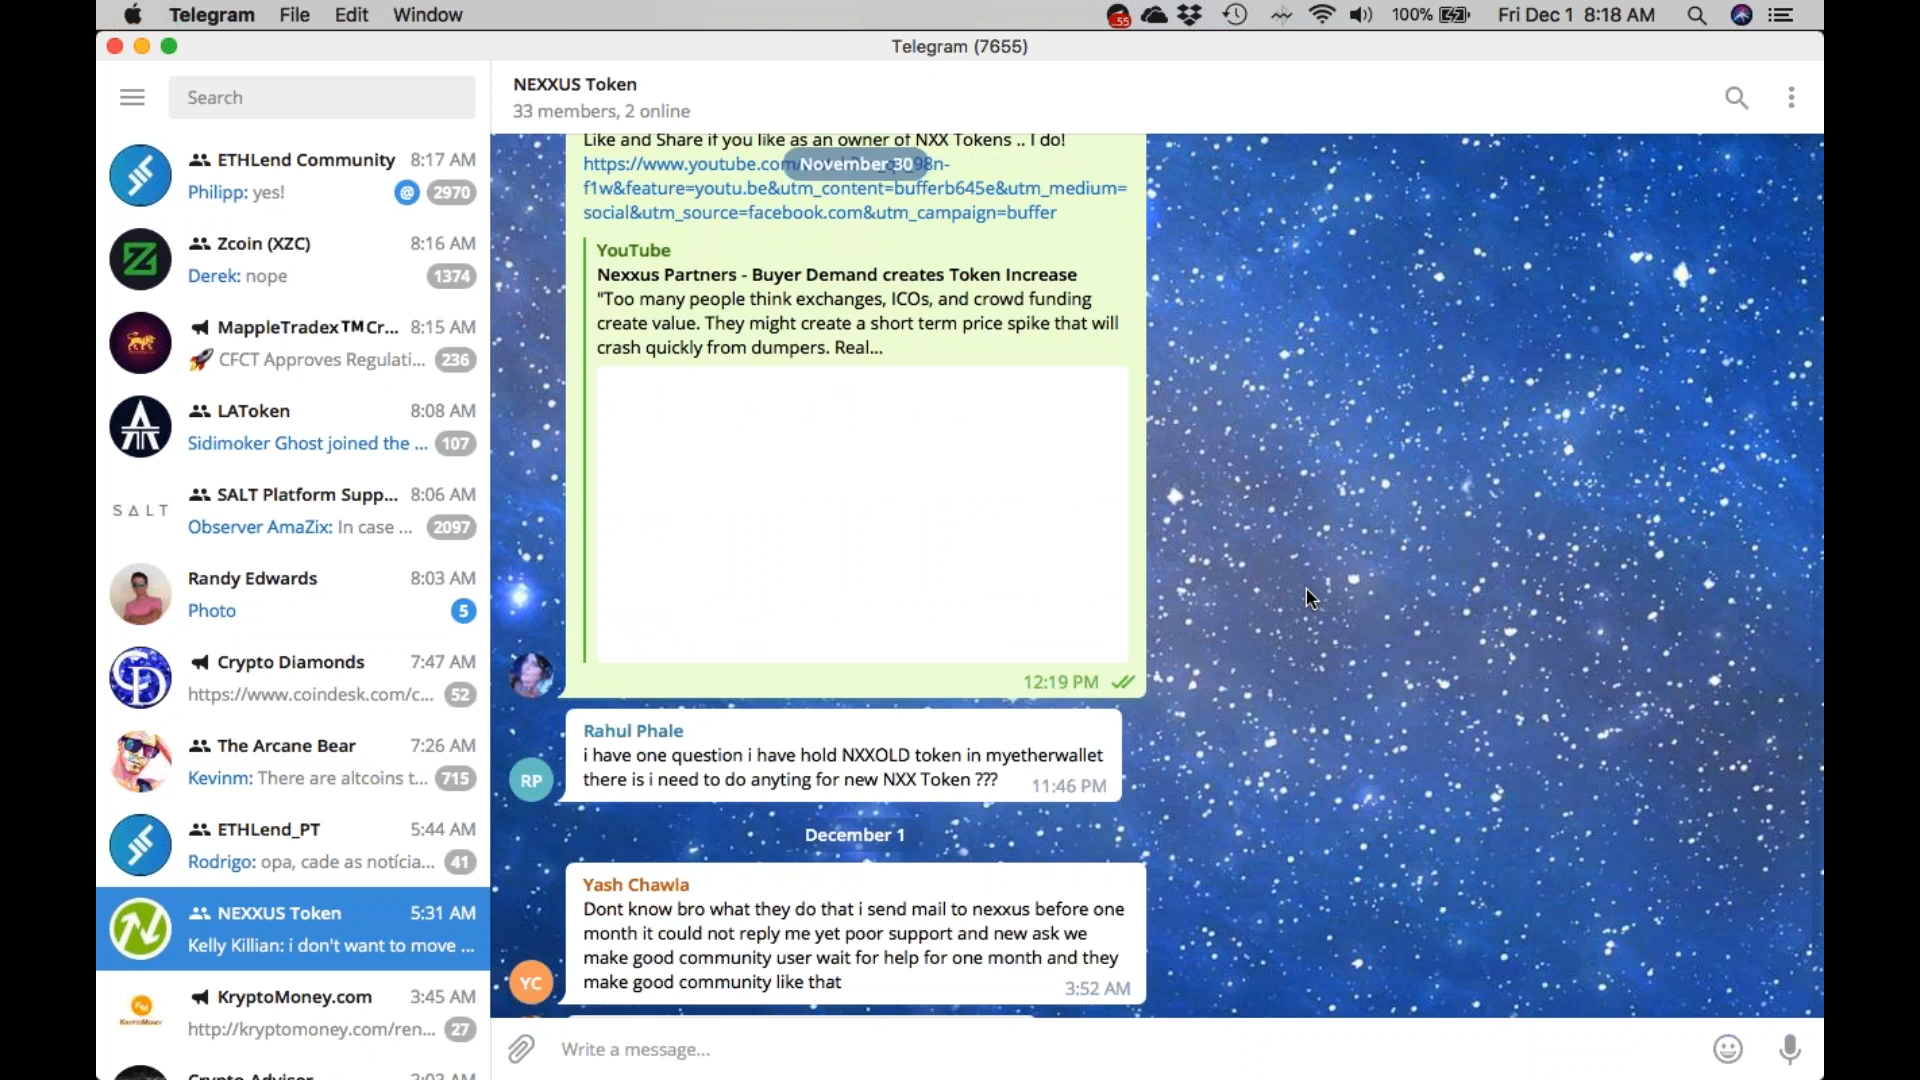 Telegram File Edit Window
55
100%
Fri Dec 1 8:18 AM
Telegram (7655)
Search
ETHLend Community 8:17 AM
Philipp: yes! @ 2970
Zcoin (XZC) 8:16 AM
Derek: nope 1374
MappleTradex™Cr... 8:15 AM
🚀 CFCT Approves Regulati... 236
LAToken 8:08 AM
Sidimoker Ghost joined the ... 107
SALT
SALT Platform Supp... 8:06 AM
Observer AmaZix: In case ... 2097
Randy Edwards 8:03 AM
Photo 5
Crypto Diamonds 7:47 AM
https://www.coindesk.com/c... 52
The Arcane Bear 7:26 AM
Kevinm: There are altcoins t... 715
ETHLend_PT 5:44 AM
Rodrigo: opa, cade as notícia... 41
NEXXUS Token 5:31 AM
Kelly Killian: i don't want to move ...
KryptoMoney.com 3:45 AM
http://kryptomoney.com/ren... 27
Crypto Advisor 3:03 AM
NEXXUS Token
33 members, 2 online
Like and Share if you like as an owner of NXX Tokens .. I do!
November 30
https://www.youtube.com
98n-
f1w&feature=youtu.be&utm_content=bufferb645e&utm_medium=
social&utm_source=facebook.com&utm_campaign=buffer
YouTube
Nexxus Partners - Buyer Demand creates Token Increase
"Too many people think exchanges, ICOs, and crowd funding
create value. They might create a short term price spike that will
crash quickly from dumpers. Real...
12:19 PM
Rahul Phale
i have one question i have hold NXXOLD token in myetherwallet
there is i need to do anyting for new NXX Token ???
11:46 PM
RP
December 1
Yash Chawla
Dont know bro what they do that i send mail to nexxus before one
month it could not reply me yet poor support and new ask we
make good community user wait for help for one month and they
make good community like that
3:52 AM
YC
Write a message...